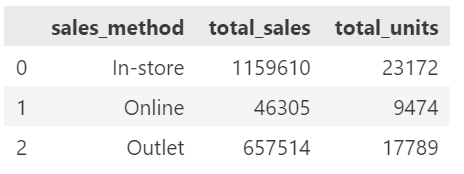 sales_method total_sales total_units
0 In-store 1159610 23172
1 Online 46305 9474
2 Outlet 657514 17789